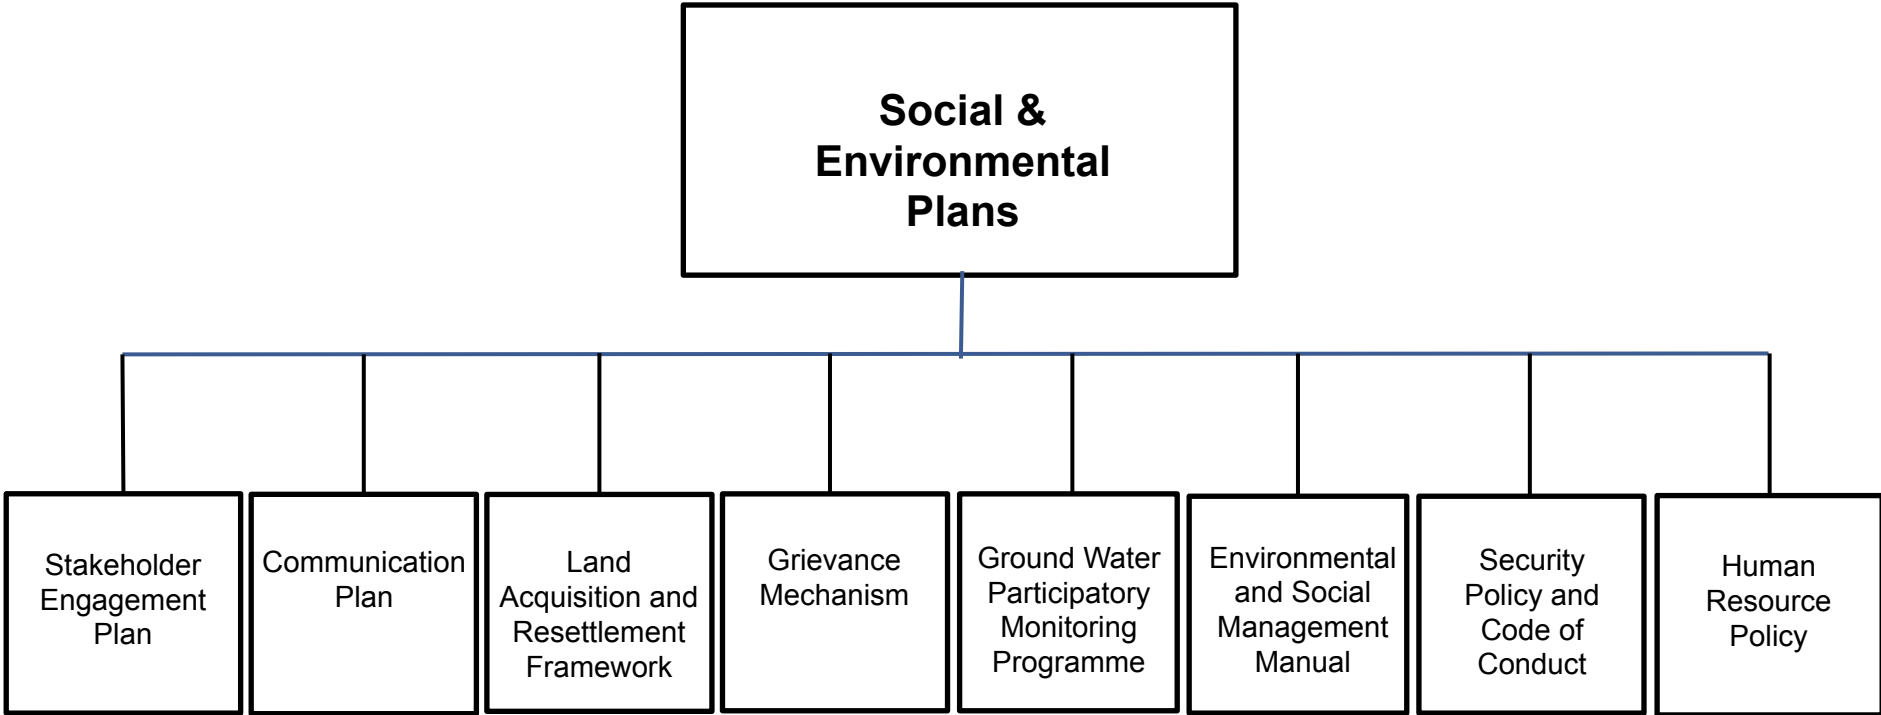 Social &
Environmental
Plans
Stakeholder
Engagement
Plan
Communication
Plan
Land
Acquisition and
Resettlement
Framework
Grievance
Mechanism
Ground Water
Participatory
Monitoring
Programme
Environmental
and Social
Management
Manual
Security
Policy and
Code of
Conduct
Human
Resource
Policy